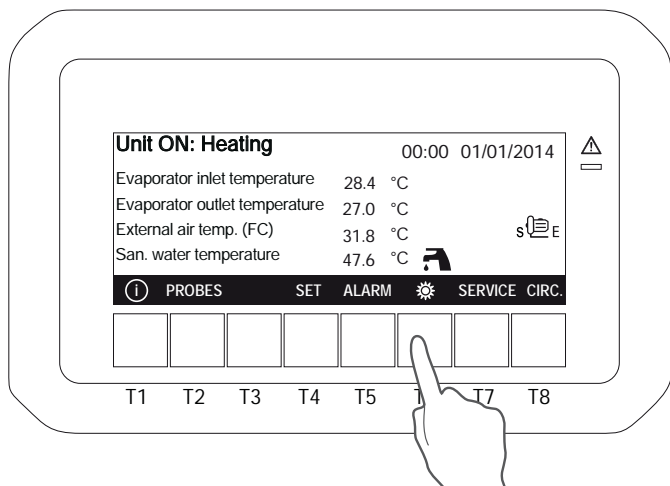 Unit ON: Heating 00:00 01/01/2014
Evaporator inlet temperature 28.4 °C
Evaporator outlet temperature 27.0 °C
External air temp. (FC) 31.8 °C
S E
San. water temperature 47.6 °C
i PROBES SET ALARM SERVICE CIRC.
T1 T2 T3 T4 T5 T7 T8